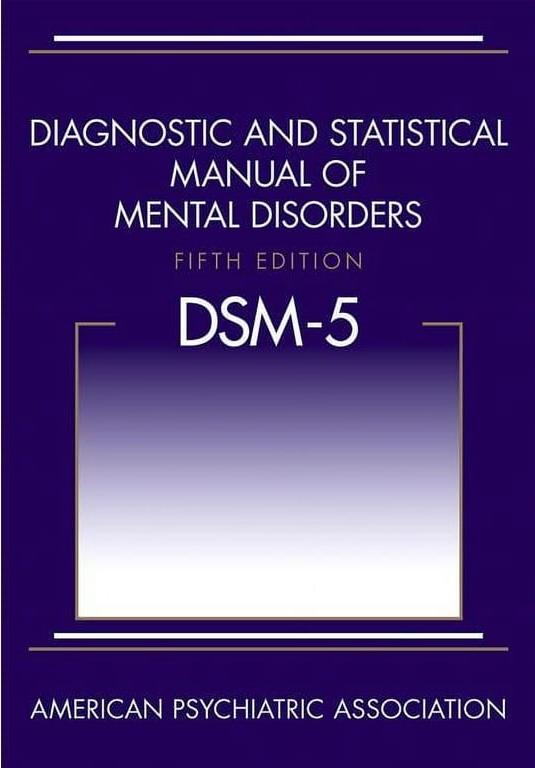 DIAGNOSTIC AND STATISTICAL
MANUAL OF
MENTAL DISORDERS
FIFTH EDITION
DSM-5
AMERICAN PSYCHIATRIC ASSOCIATION